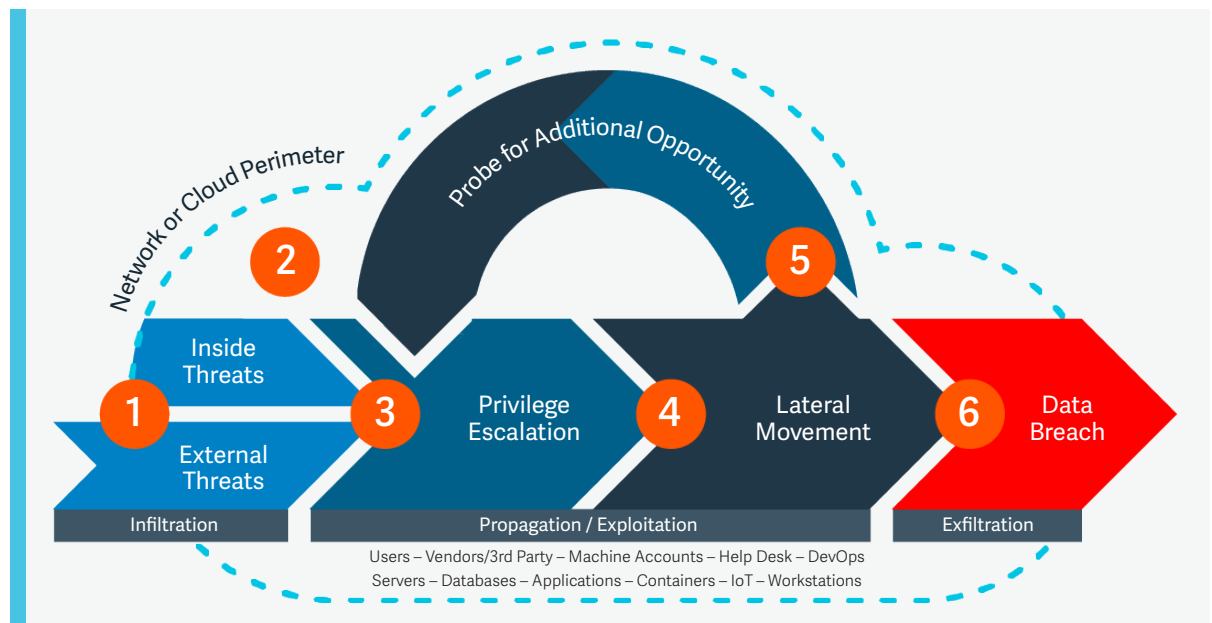 Network or Cloud Perimeter
Probe for Additional Opportunity
2
5
Inside
Threats
1
External
Threats
3
Privilege
Escalation
4
Lateral
Movement
6
Data
Breach
Infiltration
Propagation / Exploitation
Exfiltration
Users – Vendors/3rd Party – Machine Accounts – Help Desk – DevOps
Servers – Databases – Applications – Containers – IoT – Workstations